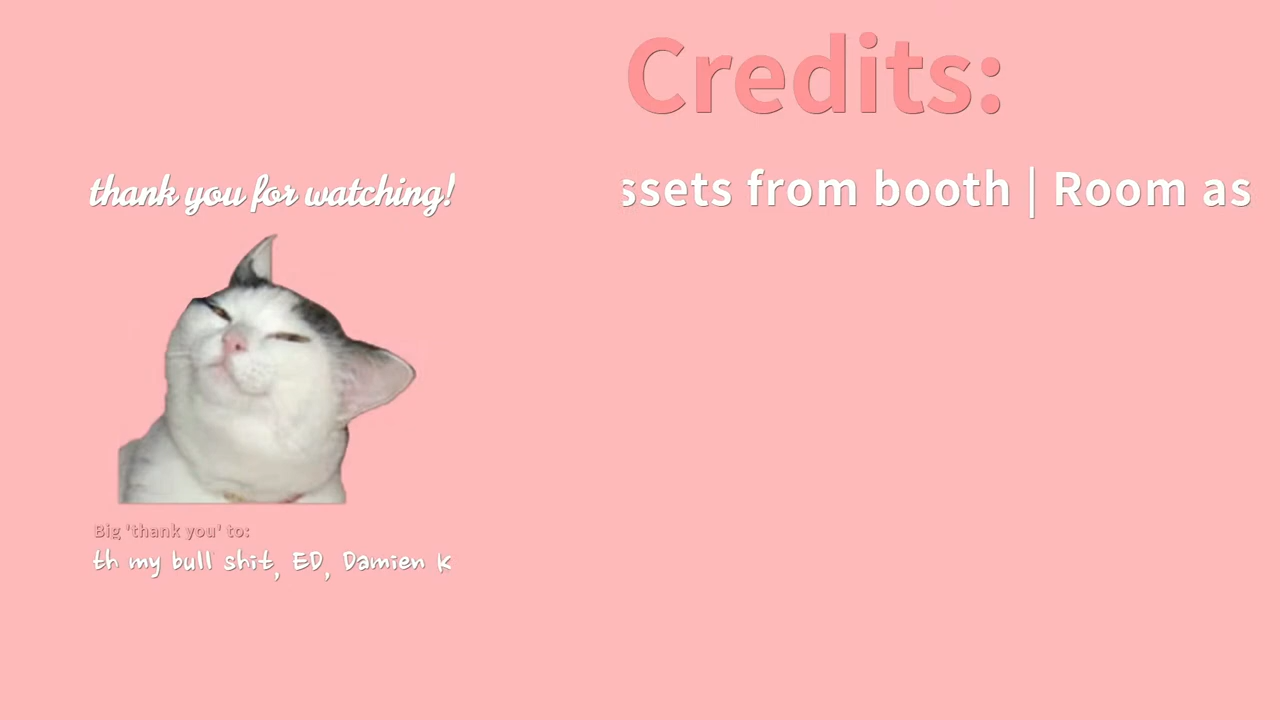 Credits:
thank you for watching!
ssets from booth | Room as
Big 'thank you' to:
th my bull shit, ED, Damien K